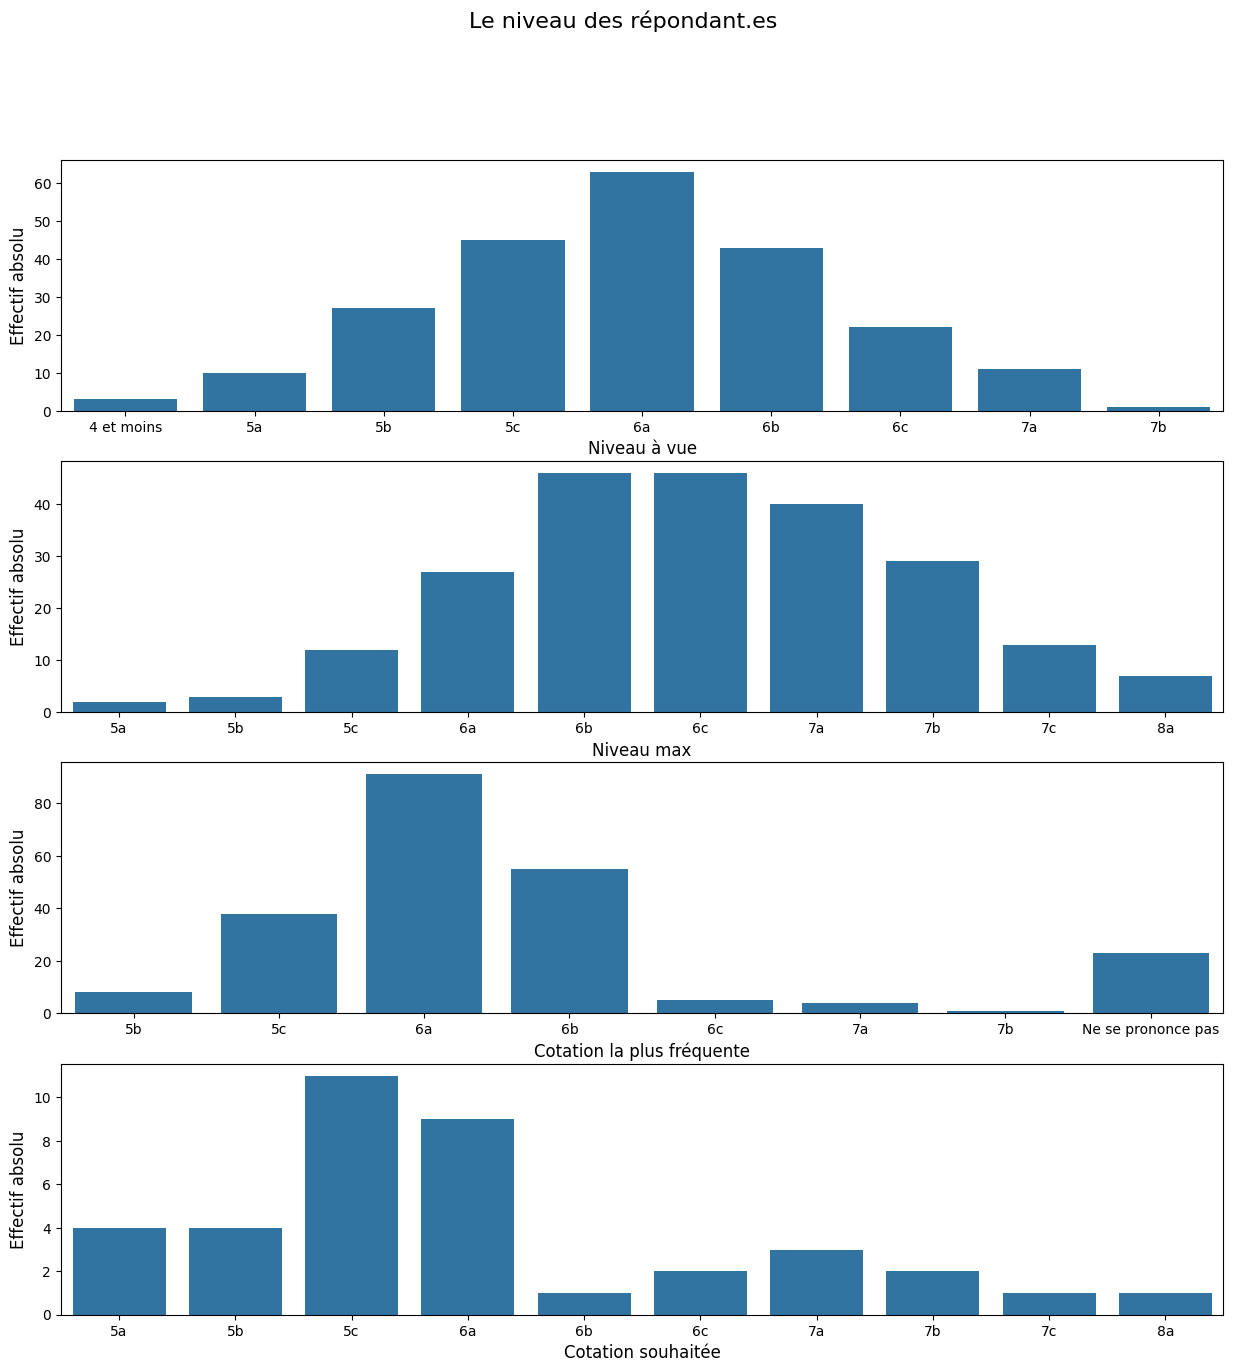 Le niveau des répondant.es
60
50
40
30
20
10
0
Effectif absolu
4 et moins 5a 5b 5c 6a 6b 6c 7a 7b
Niveau à vue
40
30
20
10
0
Effectif absolu
5a 5b 5c 6a 6b 6c 7a 7b 7c 8a
Niveau max
80
60
40
20
0
Effectif absolu
5b 5c 6a 6b 6c 7a 7b Ne se prononce pas
Cotation la plus fréquente
10
8
6
4
2
0
Effectif absolu
5a 5b 5c 6a 6b 6c 7a 7b 7c 8a
Cotation souhaitée